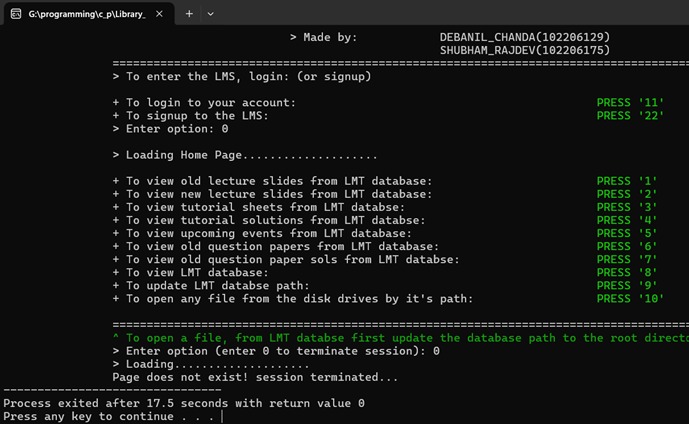 G:\programming\c_p\Library_
> Made by: DEBANIL_CHANDA(102206129)
SHUBHAM_RAJDEV(102206175)
=====================================================================================
> To enter the LMS, login: (or signup)
+ To login to your account: PRESS '11'
+ To signup to the LMS: PRESS '22'
> Enter option: 0
> Loading Home Page....................
+ To view old lecture slides from LMT database: PRESS '1'
+ To view new lecture slides from LMT database: PRESS '2'
+ To view tutorial sheets from LMT databse: PRESS '3'
+ To view tutorial solutions from LMT databse: PRESS '4'
+ To view upcoming events from LMT databse: PRESS '5'
+ To view old question papers from LMT database: PRESS '6'
+ To view old question paper sols from LMT databse: PRESS '7'
+ To view LMT database: PRESS '8'
+ To update LMT databse path: PRESS '9'
+ To open any file from the disk drives by it's path: PRESS '10'
=====================================================================================
^ To open a file, from LMT databse first update the database path to the root directo
> Enter option (enter 0 to terminate session): 0
> Loading....................
Page does not exist! session terminated...
--------------------------------
Process exited after 17.5 seconds with return value 0
Press any key to continue . . .